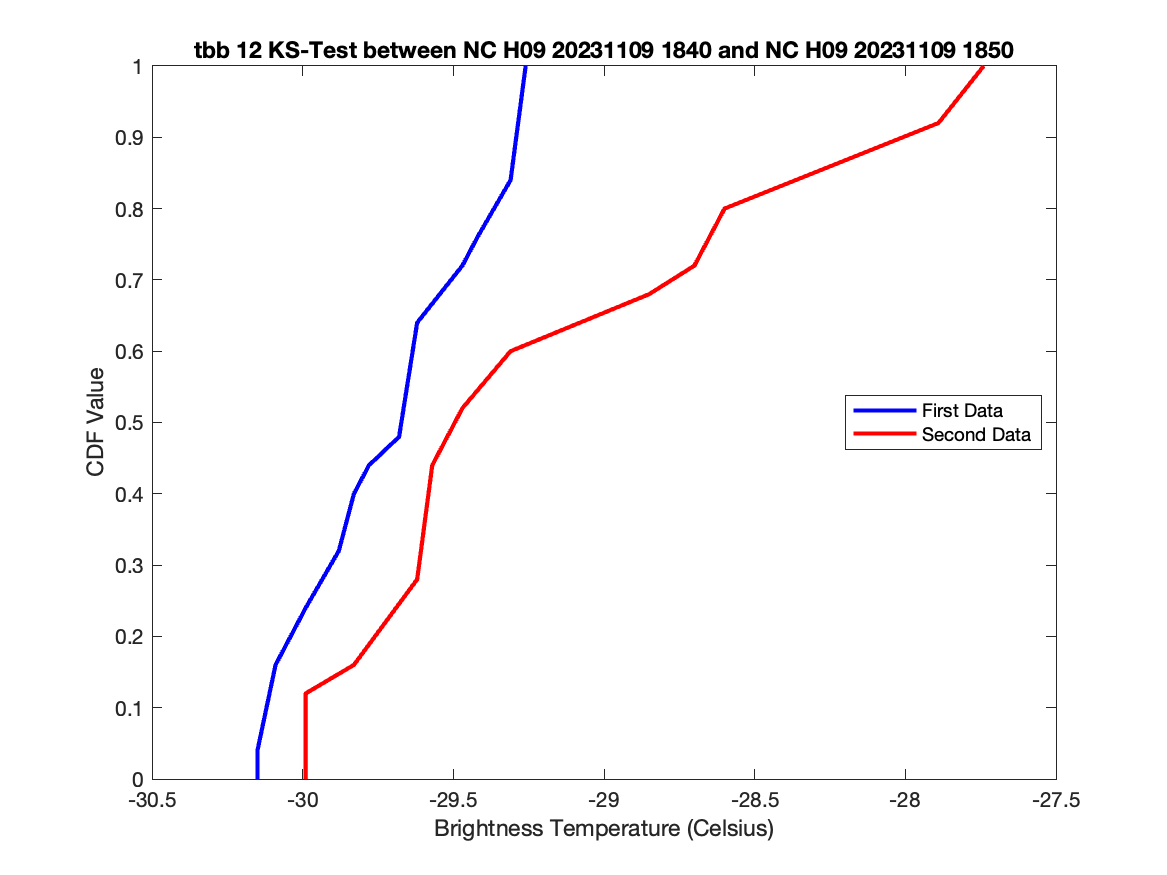 tbb 12 KS-Test between NC H09 20231109 1840 and NC H09 20231109 1850
1
0.9
0.8
0.7
0.6
0.5
0.4
0.3
0.2
0.1
0
CDF Value
First Data
Second Data
-30.5 -30 -29.5 -29 -28.5 -28 -27.5
Brightness Temperature (Celsius)